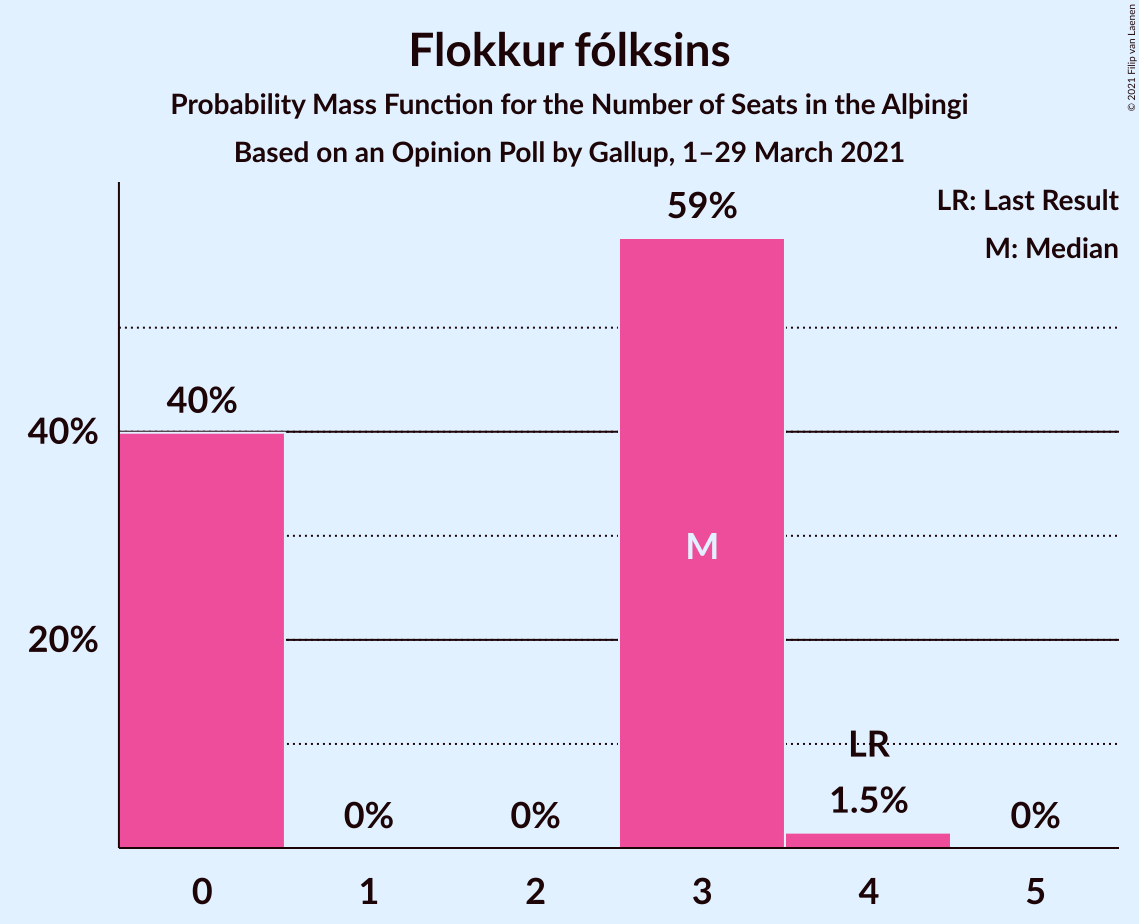 Flokkur fólksins
Probability Mass Function for the Number of Seats in the Alþingi
Based on an Opinion Poll by Gallup, 1–29 March 2021
© 2021 Filip van Laenen
LR: Last Result
M: Median
59%
40%
40%
M
20%
LR
1.5%
0%
0%
0%
0 1 2 3 4 5